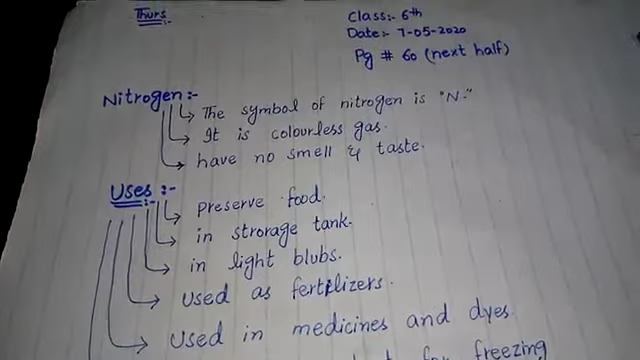 Thurs
Class:- 6th
Date:- 7-05-2020
Pg # 60 (next half)
Nitrogen :-
The symbol of nitrogen is "N."
It is colourless gas.
have no smell & taste.
Uses :-
preserve food.
in strorage tank.
in light blubs.
used as fertilizers.
used in medicines and dyes.
for freezing